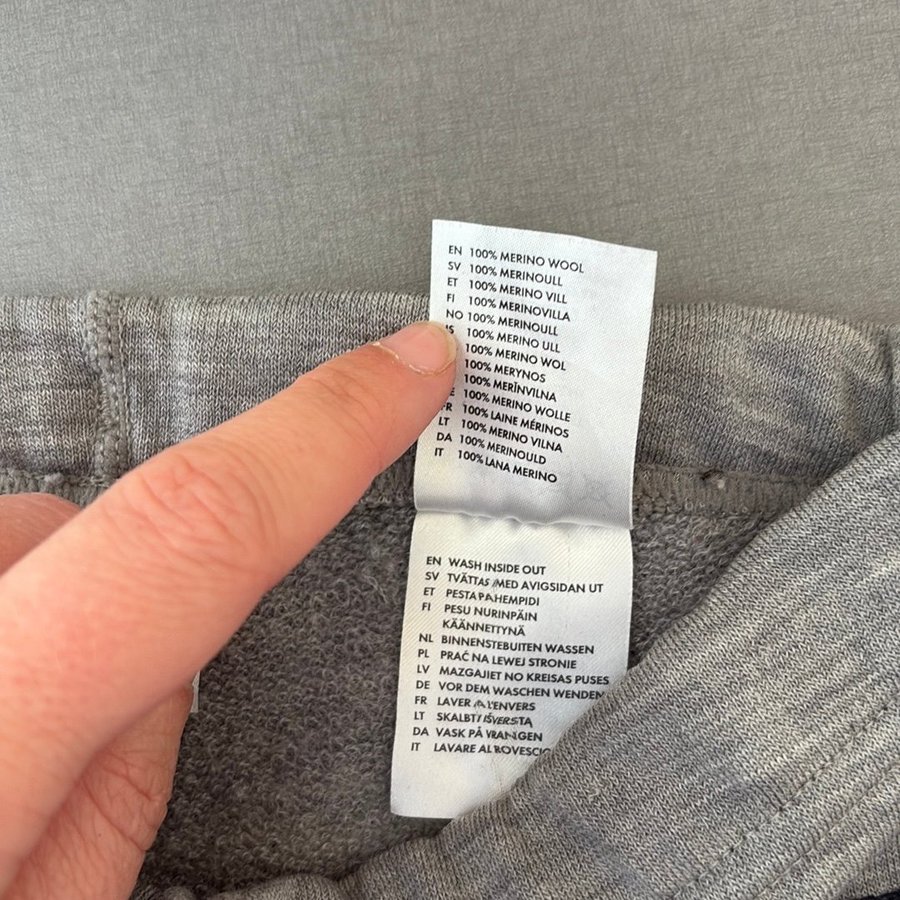 EN 100% MERINO WOOL
SV 100% MERINOULL
ET 100% MERINO VILL
FI 100% MERINOVILLA
NO 100% MERINOULL
100% MERINO ULL
100% MERINO WOL
100% MERYNOS
100% MERĪNVILNA
100% MERINO WOLLE
FR 100% LAINE MÉRINOS
LT 100% MERINO VILNA
DA 100% MERINOULD
IT 100% LANA MERINO
EN WASH INSIDE OUT
SV TVÄTTAS MED AVIGSIDAN UT
ET PESTA PAHEMPIDI
FI PESU NURINPÄIN
KÄÄNNETTYNÄ
NL BINNENSTEBUITEN WASSEN
PL PRAĆ NA LEWEJ STRONIE
LV MAZGAJIET NO KREISAS PUSES
DE VOR DEM WASCHEN WENDEN
FR LAVER A L'ENVERS
LT SKALBTI IŠVERSTA
DA VASK PÅ VRANGEN
IT LAVARE AL ROVESCIO